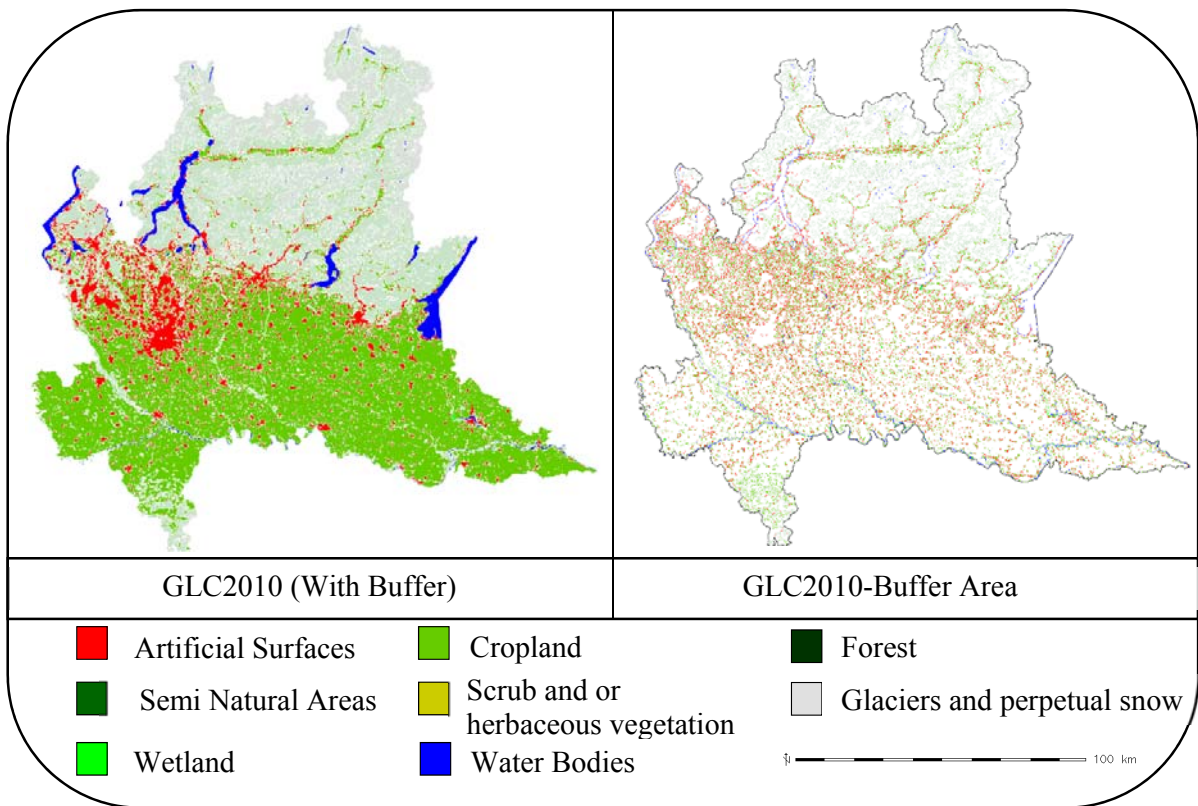 GLC2010 (With Buffer)
GLC2010-Buffer Area
Artificial Surfaces
Cropland
Forest
Semi Natural Areas
Scrub and or
herbaceous vegetation
Glaciers and perpetual snow
Wetland
Water Bodies
100 km